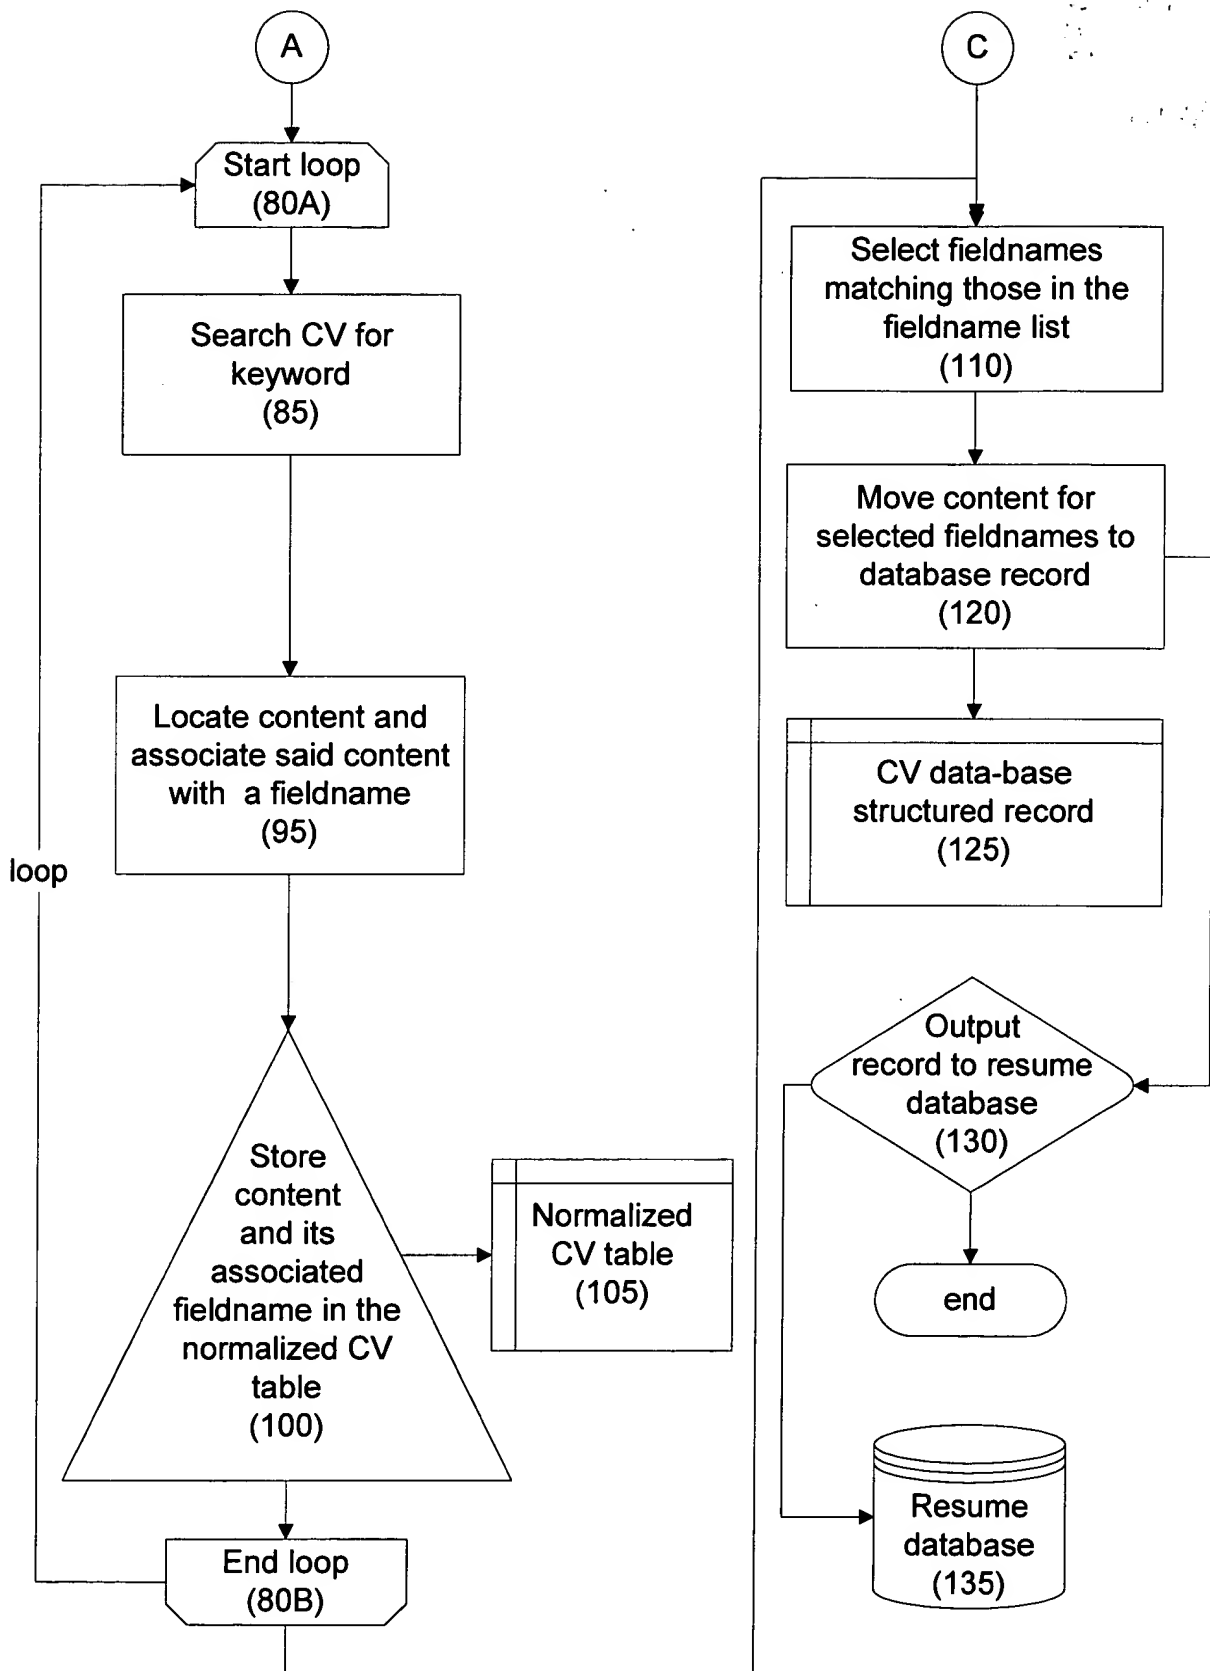 A
Start loop
(80A)
Search CV for
keyword
(85)
Locate content and
associate said content
with a fieldname
(95)
loop
Store
content
and its
associated
fieldname in the
normalized CV
table
(100)
Normalized
CV table
(105)
End loop
(80B)
C
Select fieldnames
matching those in the
fieldname list
(110)
Move content for
selected fieldnames to
database record
(120)
CV data-base
structured record
(125)
Output
record to resume
database
(130)
end
Resume
database
(135)